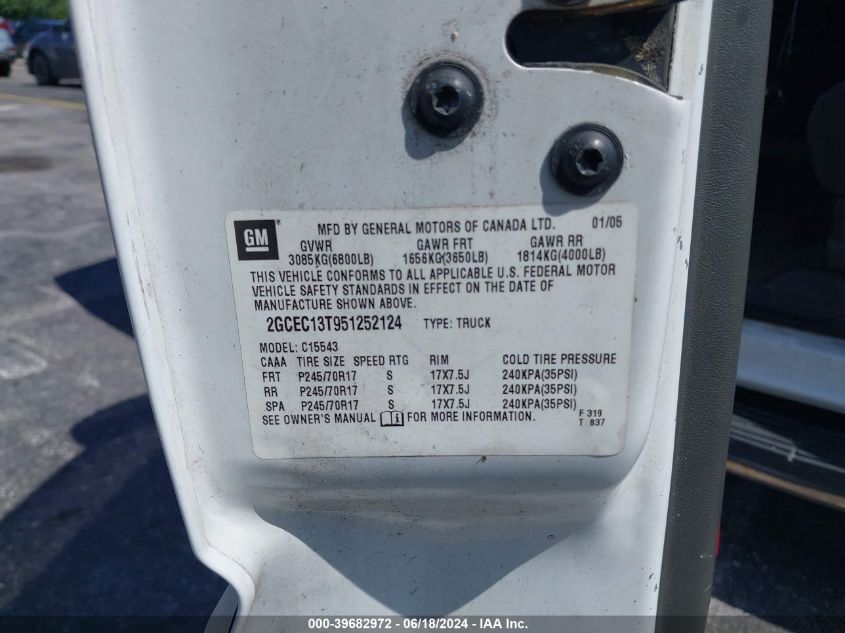 GM
MFD BY GENERAL MOTORS OF CANADA LTD. 01/05
GVWR GAWR FRT GAWR RR
3085KG(6800LB) 1656KG(3650LB) 1814KG(4000LB)
THIS VEHICLE CONFORMS TO ALL APPLICABLE U.S. FEDERAL MOTOR
VEHICLE SAFETY STANDARDS IN EFFECT ON THE DATE OF
MANUFACTURE SHOWN ABOVE.
2GCEC13T951252124 TYPE: TRUCK
MODEL: C15543
CAAA TIRE SIZE SPEED RTG RIM COLD TIRE PRESSURE
FRT P245/70R17 S 17X7.5J 240KPA(35PSI)
RR P245/70R17 S 17X7.5J 240KPA(35PSI)
SPA P245/70R17 S 17X7.5J 240KPA(35PSI)
SEE OWNER'S MANUAL FOR MORE INFORMATION.
F 319
T 837
000-39682972 - 06/18/2024 - IAA Inc.